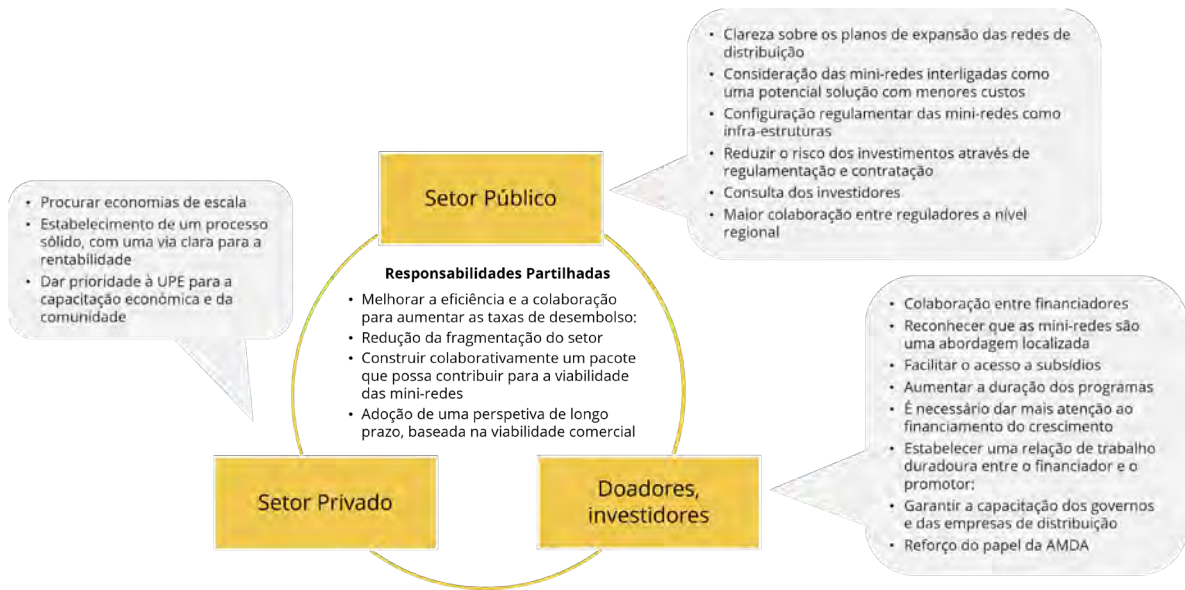 • Clareza sobre os planos de expansão das redes de
distribuição
• Consideração das mini-redes interligadas como
uma potencial solução com menores custos
• Configuração regulamentar das mini-redes como
infra-estruturas
• Reduzir o risco dos investimentos através de
regulamentação e contratação
• Consulta dos investidores
• Maior colaboração entre reguladores a nível
regional
Setor Público
• Procurar economias de escala
• Estabelecimento de um processo
sólido, com uma via clara para a
rentabilidade
• Dar prioridade à UPE para a
capacitação económica e da
comunidade
Responsabilidades Partilhadas
• Melhorar a eficiência e a colaboração
para aumentar as taxas de desembolso:
• Redução da fragmentação do setor
• Construir colaborativamente um pacote
que possa contribuir para a viabilidade
das mini-redes
• Adoção de uma perspetiva de longo
prazo, baseada na viabilidade comercial
• Colaboração entre financiadores
• Reconhecer que as mini-redes são
uma abordagem localizada
• Facilitar o acesso a subsídios
• Aumentar a duração dos programas
• É necessário dar mais atenção ao
financiamento do crescimento
• Estabelecer uma relação de trabalho
duradoura entre o financiador e o
promotor:
• Garantir a capacitação dos governos
e das empresas de distribuição
• Reforço do papel da AMDA
Setor Privado
Doadores,
investidores